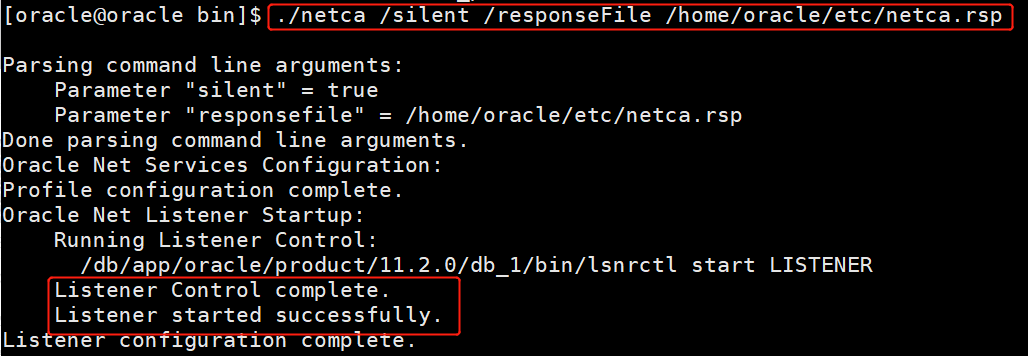 [oracle@oracle bin]$ ./netca /silent /responseFile /home/oracle/etc/netca.rsp
Parsing command line arguments:
Parameter "silent" = true
Parameter "responsefile" = /home/oracle/etc/netca.rsp
Done parsing command line arguments.
Oracle Net Services Configuration:
Profile configuration complete.
Oracle Net Listener Startup:
Running Listener Control:
/db/app/oracle/product/11.2.0/db_1/bin/lsnrctl start LISTENER
Listener Control complete.
Listener started successfully.
Listener configuration complete.